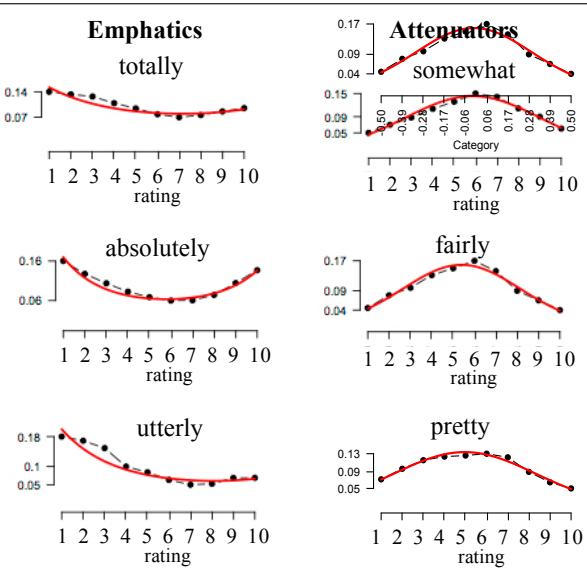 Emphatics
totally
0.14
0.07
1 2 3 4 5 6 7 8 9 10
rating
absolutely
0.16
0.06
1 2 3 4 5 6 7 8 9 10
rating
utterly
0.18
0.1
0.05
1 2 3 4 5 6 7 8 9 10
rating
Attenuators
0.17
0.09
0.04
somewhat
0.15
0.09
0.05
-0.50 -0.39 -0.28 -0.17 -0.06 0.06 0.17 0.28 0.39 0.50
Category
1 2 3 4 5 6 7 8 9 10
rating
fairly
0.17
0.09
0.04
1 2 3 4 5 6 7 8 9 10
rating
pretty
0.13
0.09
0.05
1 2 3 4 5 6 7 8 9 10
rating